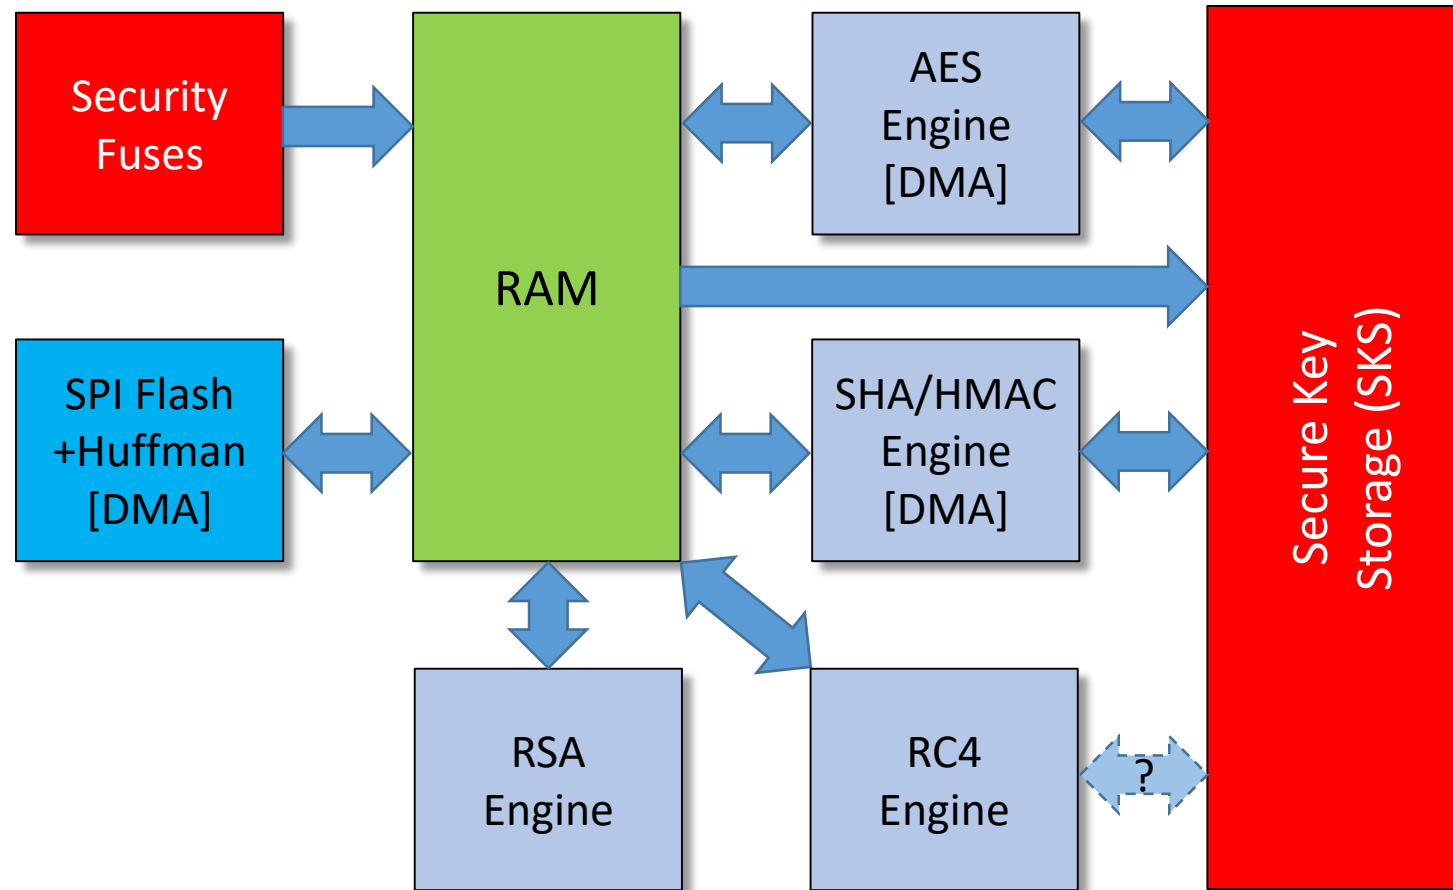 Security
Fuses
RAM
AES
Engine
[DMA]
SPI Flash
+Huffman
[DMA]
SHA/HMAC
Engine
[DMA]
Secure Key
Storage (SKS)
RSA
Engine
RC4
Engine
?